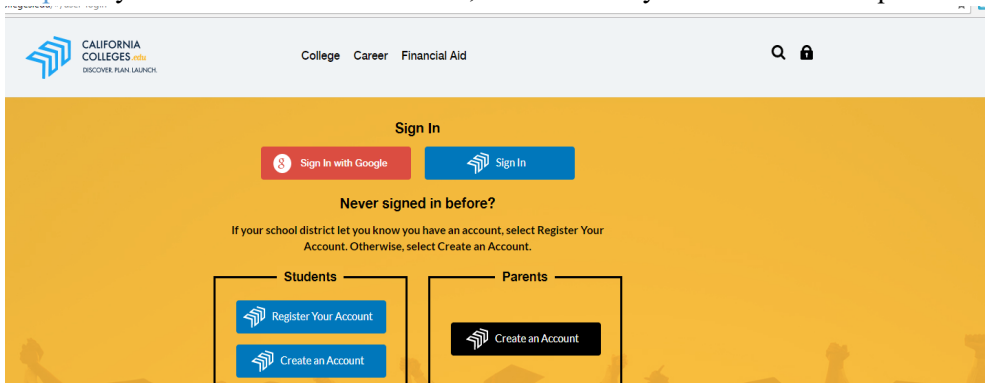 CALIFORNIA
COLLEGES.edu
DISCOVER. PLAN. LAUNCH.
College Career Financial Aid
Sign In
8 Sign In with Google
Sign In
Never signed in before?
If your school district let you know you have an account, select Register Your
Account. Otherwise, select Create an Account.
Students
Register Your Account
Create an Account
Parents
Create an Account